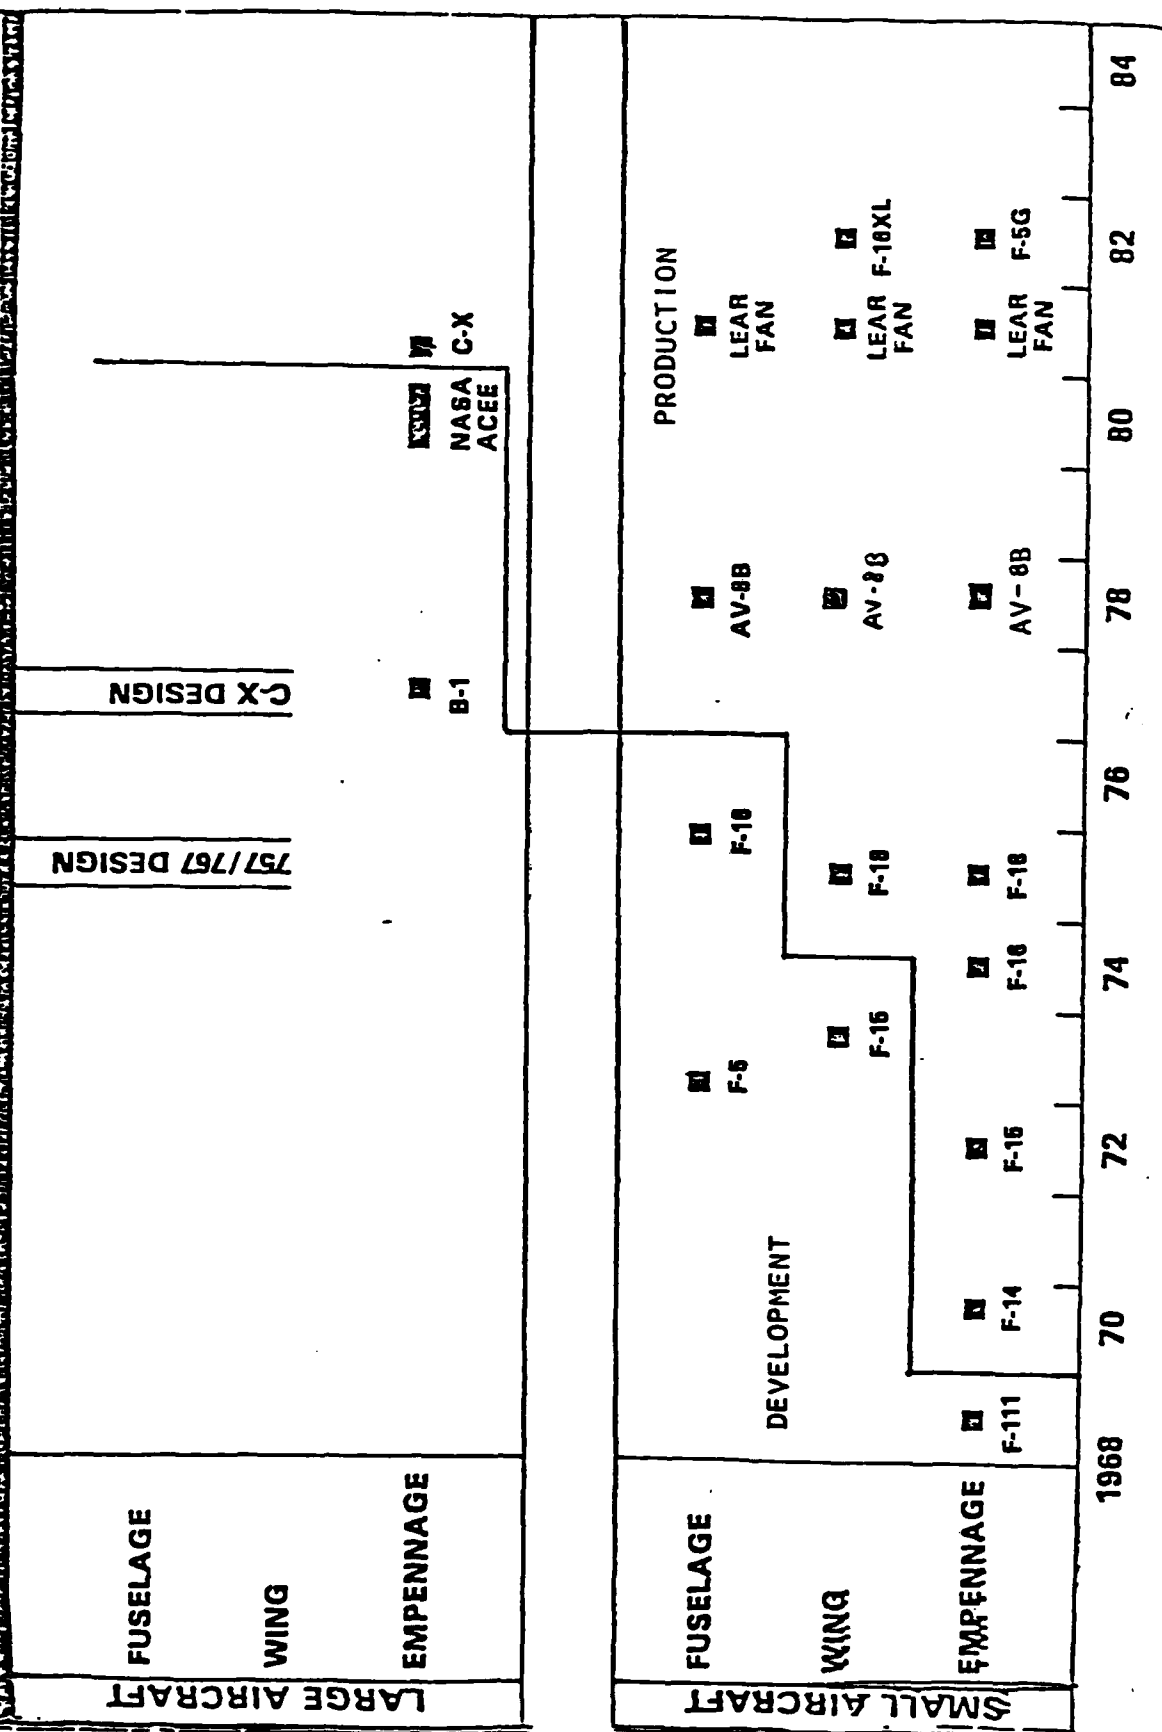 LARGE AIRCRAFT
FUSELAGE
WING
EMPENNAGE
757/767 DESIGN
C-X DESIGN
B-1
NASA
ACEE
C-X
SMALL AIRCRAFT
FUSELAGE
WING
EMPENNAGE
DEVELOPMENT
PRODUCTION
F-5
F-18
AV-8B
LEAR
FAN
F-15
F-18
AV-8B
LEAR
FAN
F-16XL
F-111
F-14
F-15
F-16
F-18
AV-8B
LEAR
FAN
F-5G
1968
70
72
74
76
78
80
82
84